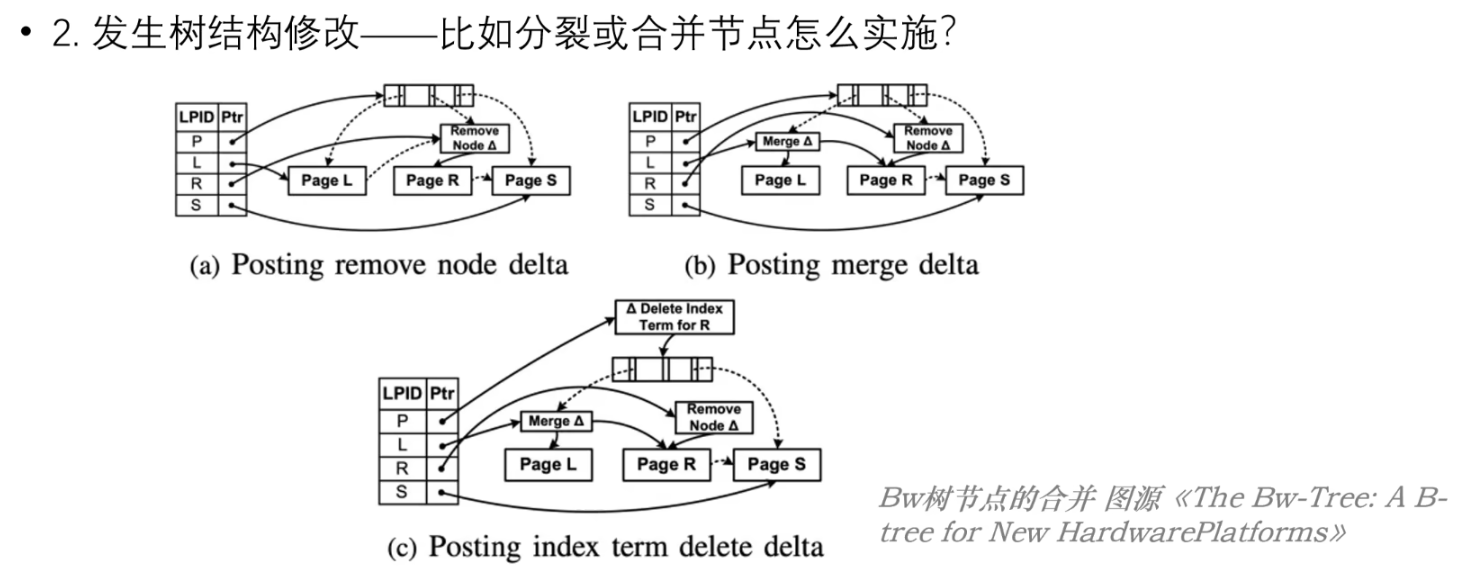 • 2. 发生树结构修改——比如分裂或合并节点怎么实施？
LPID Ptr
P
L
R
S
Remove
Node Δ
Page L
Page R
Page S
(a) Posting remove node delta
LPID Ptr
P
L
R
S
Merge Δ
Remove
Node Δ
Page L
Page R
Page S
(b) Posting merge delta
Δ Delete Index
Term for R
LPID Ptr
P
L
R
S
Merge Δ
Remove
Node Δ
Page L
Page R
Page S
(c) Posting index term delete delta
Bw树节点的合并 图源《The Bw-Tree: A B-
tree for New HardwarePlatforms》